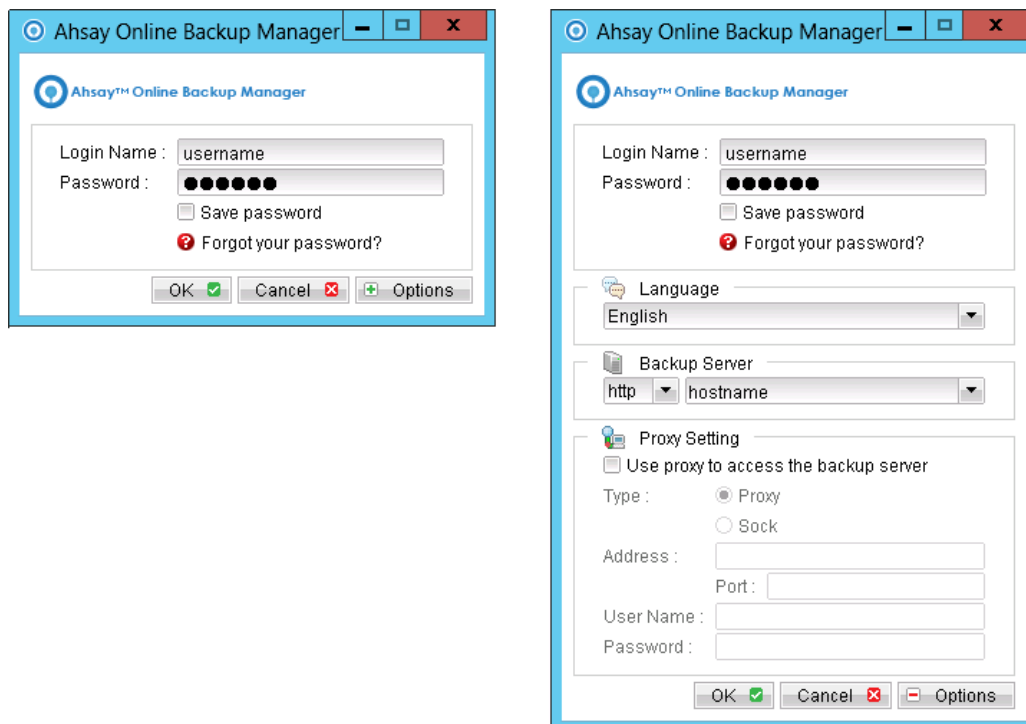 Ahsay Online Backup Manager
Ahsay™ Online Backup Manager
Login Name : username
Password : ●●●●●●
Save password
Forgot your password?
OK Cancel Options
Ahsay Online Backup Manager
Ahsay™ Online Backup Manager
Login Name : username
Password : ●●●●●●
Save password
Forgot your password?
Language
English
Backup Server
http hostname
Proxy Setting
Use proxy to access the backup server
Type : Proxy
Sock
Address :
Port :
User Name :
Password :
OK Cancel Options